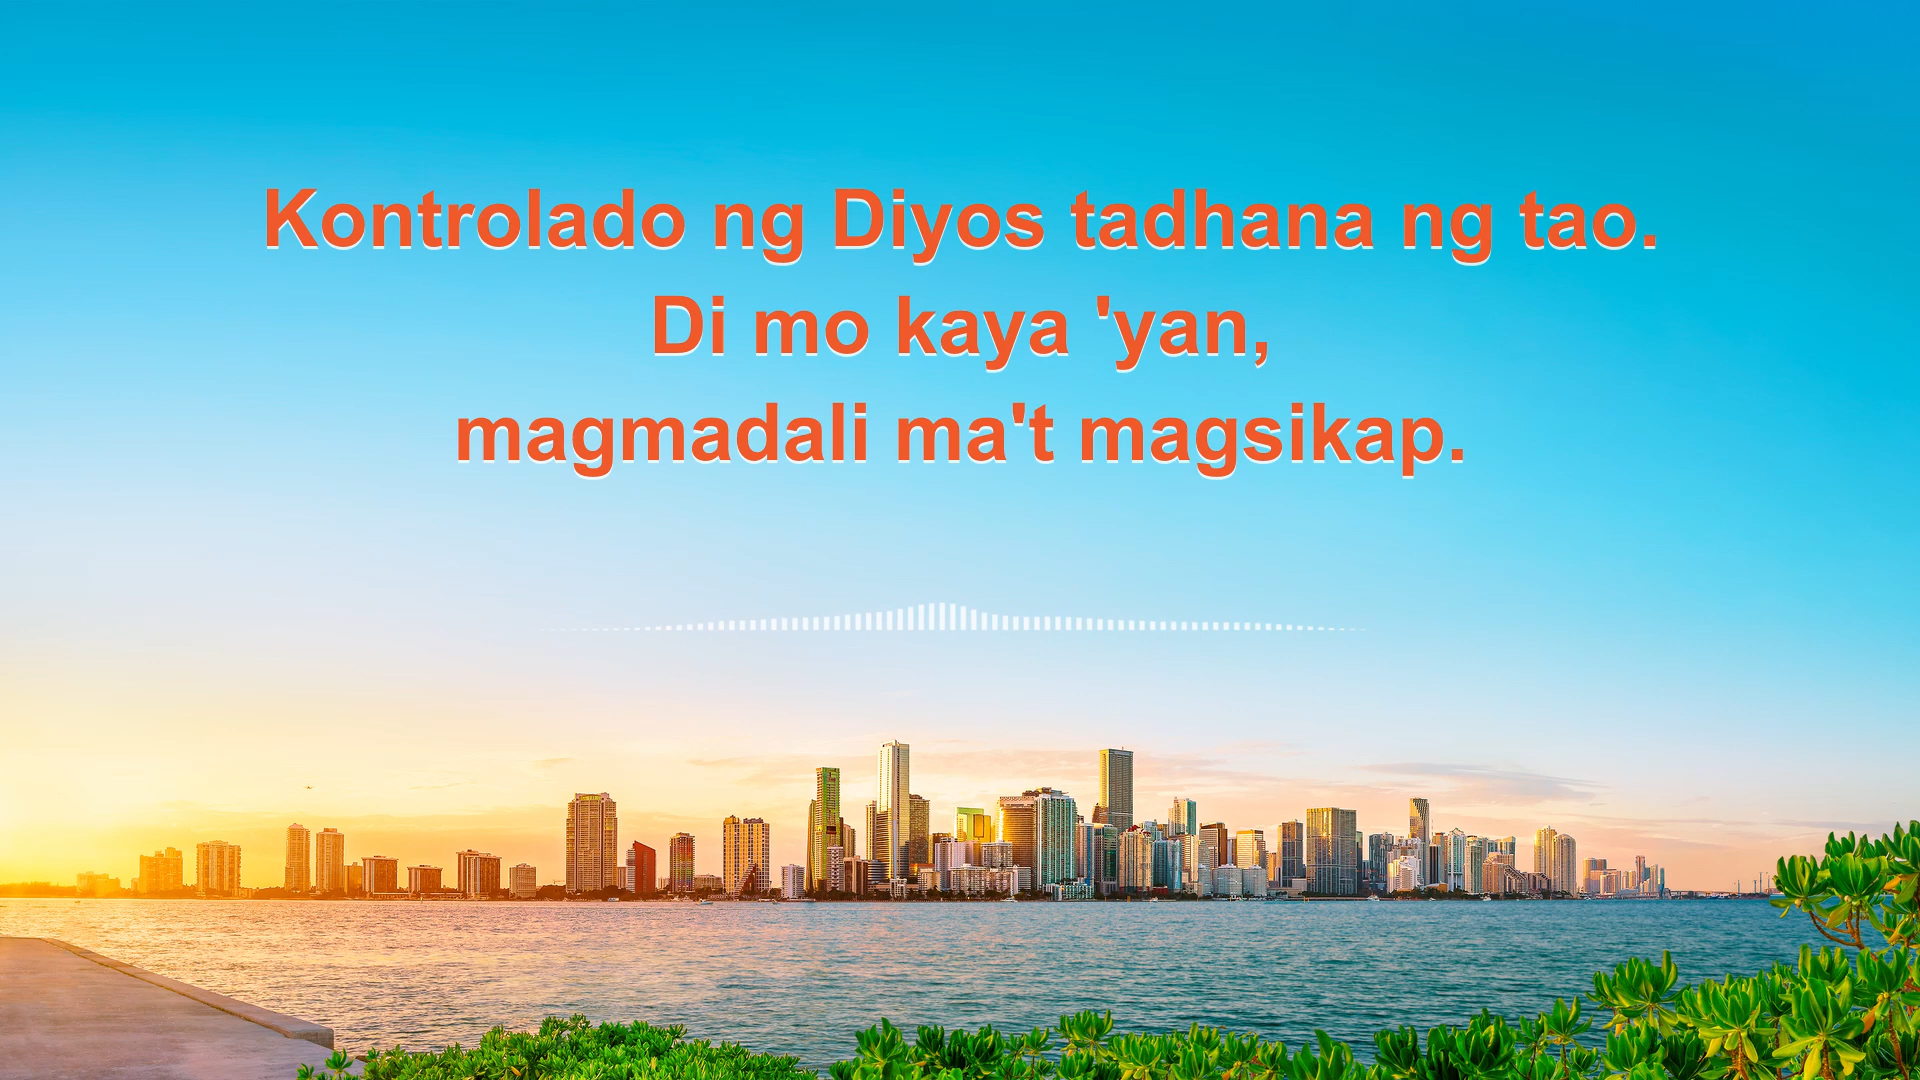 Kontrolado ng Diyos tadhana ng tao.
Di mo kaya 'yan,
magmadali ma't magsikap.